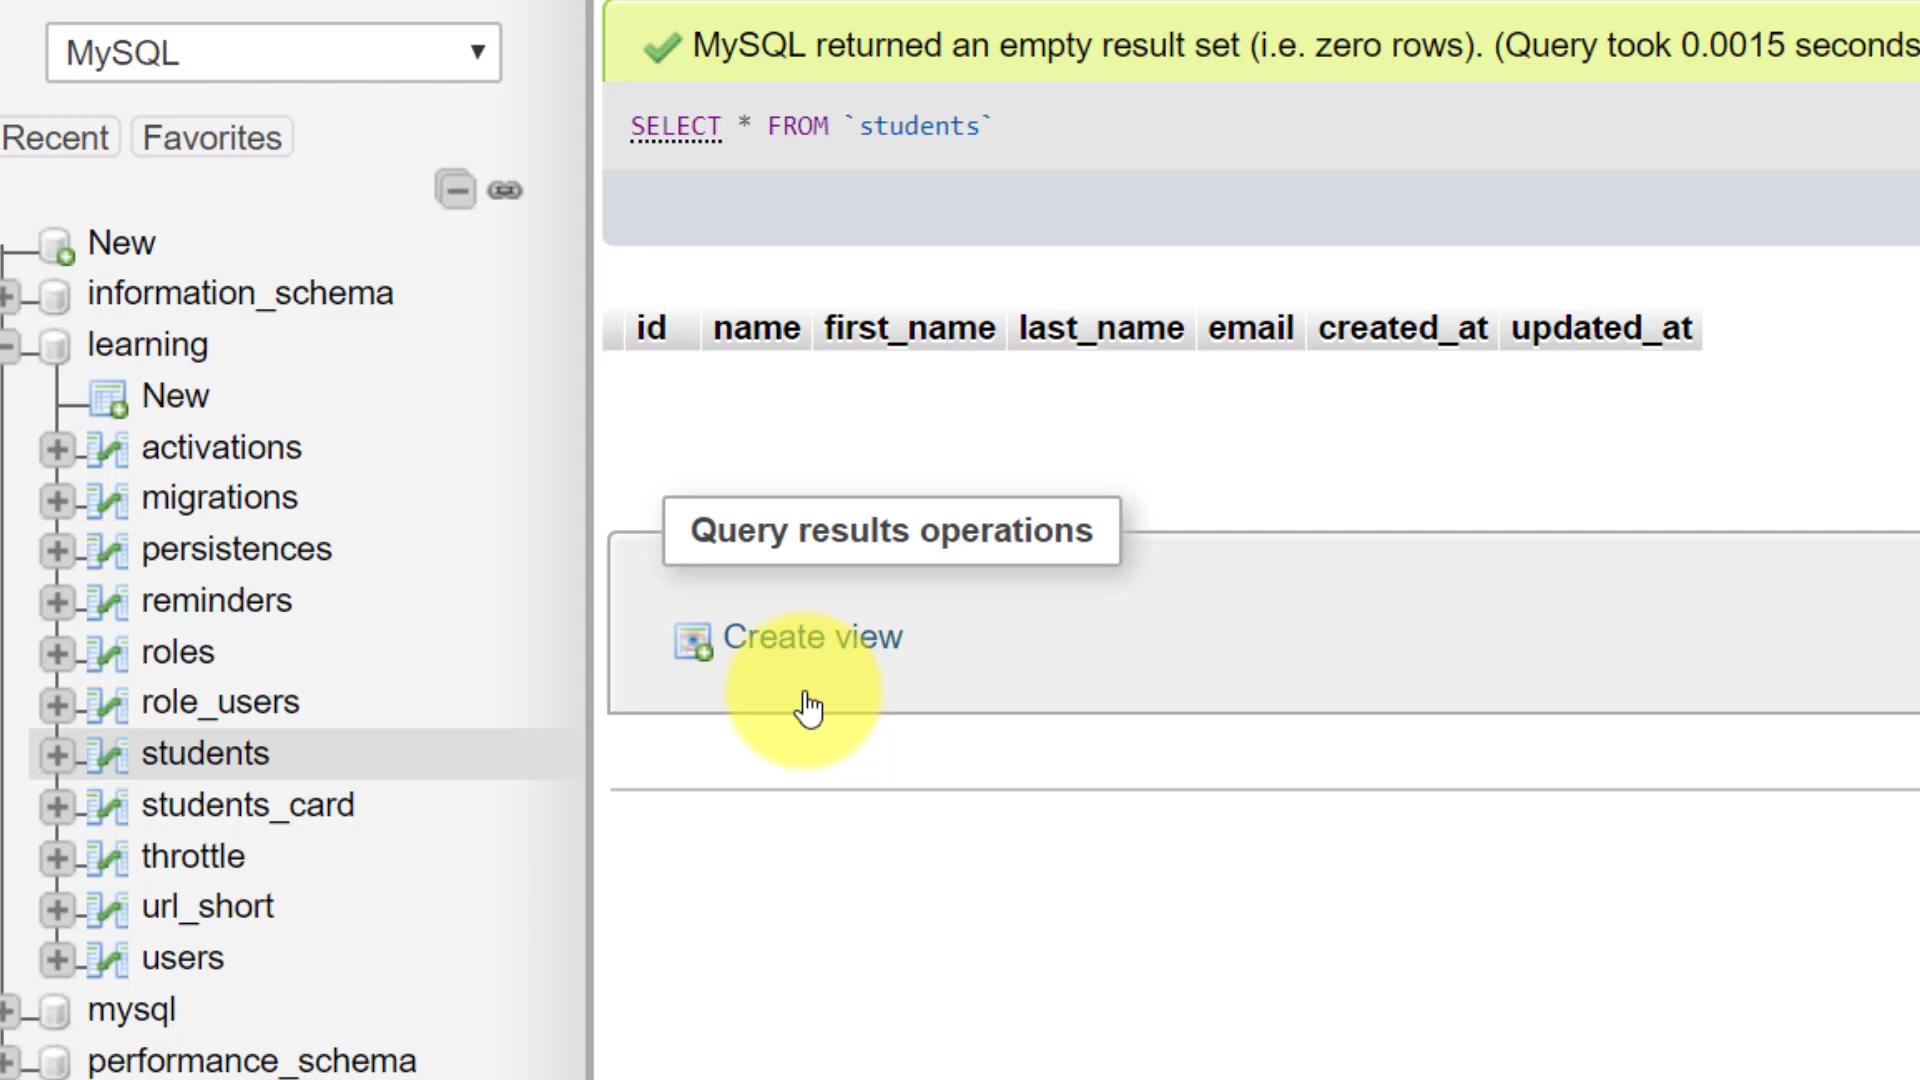 MySQL
Recent Favorites
New
information_schema
learning
New
activations
migrations
persistences
reminders
roles
role_users
students
students_card
throttle
url_short
users
mysql
performance_schema
MySQL returned an empty result set (i.e. zero rows). (Query took 0.0015 seconds
SELECT * FROM `students`
id name first_name last_name email created_at updated_at
Query results operations
Create view